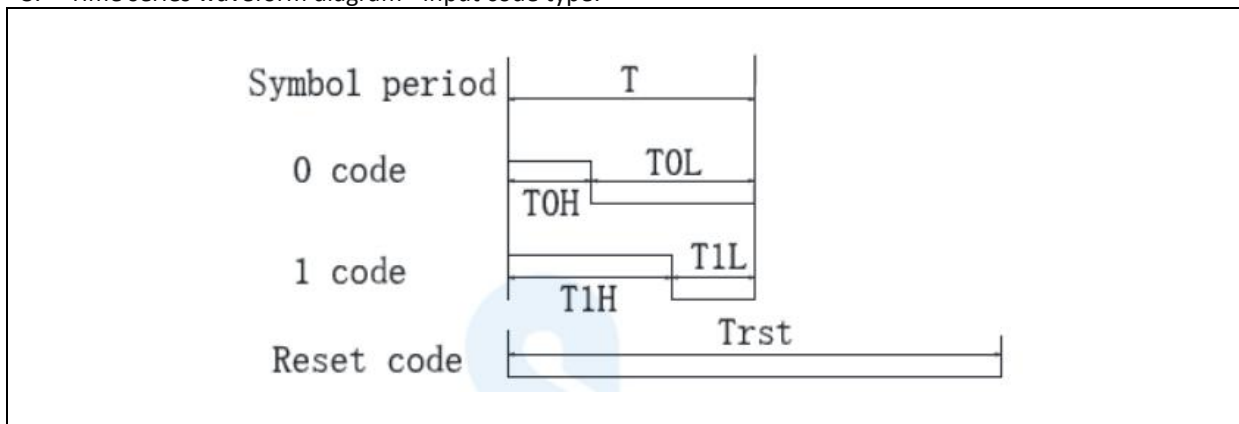 Symbol period
T
0 code
T0H
T0L
1 code
T1H
T1L
Reset code
Trst